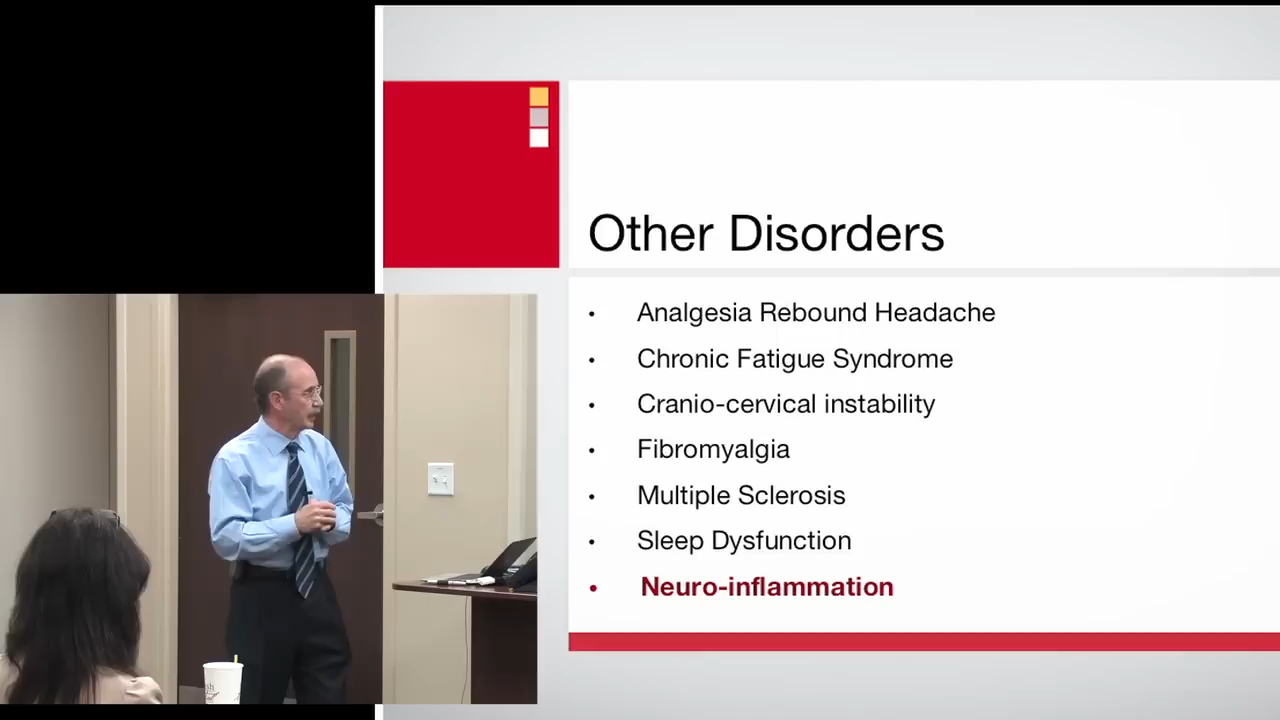 Other Disorders
• Analgesia Rebound Headache
• Chronic Fatigue Syndrome
• Cranio-cervical instability
• Fibromyalgia
• Multiple Sclerosis
• Sleep Dysfunction
• Neuro-inflammation